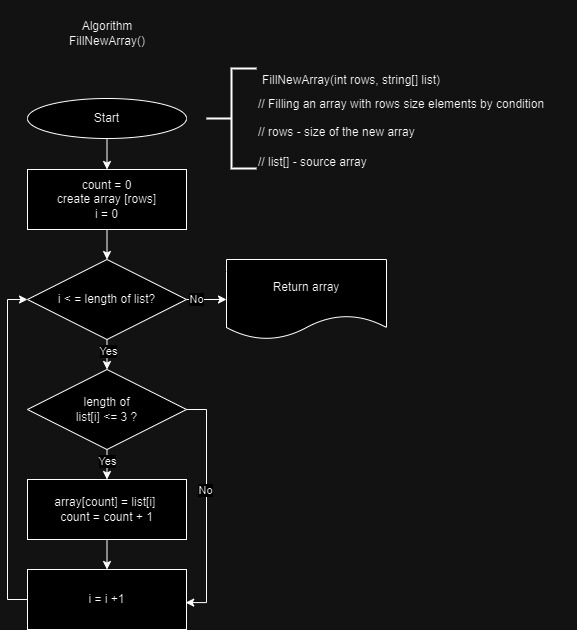 Algorithm
FillNewArray()
FillNewArray(int rows, string[] list)
// Filling an array with rows size elements by condition
// rows - size of the new array
// list[] - source array
Start
count = 0
create array [rows]
i = 0
i < = length of list?
No
Return array
Yes
length of
list[i] <= 3 ?
Yes
No
array[count] = list[i]
count = count + 1
i = i +1